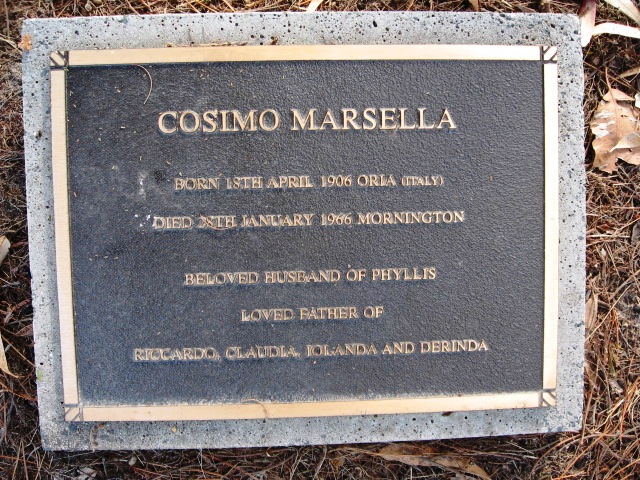 COSIMO MARSELLA
BORN 18TH APRIL 1906 ORIA (ITALY)
DIED 28TH JANUARY 1966 MORNINGTON
BELOVED HUSBAND OF PHYLLIS
LOVED FATHER OF
RICCARDO, CLAUDIA, IOLANDA AND DERINDA